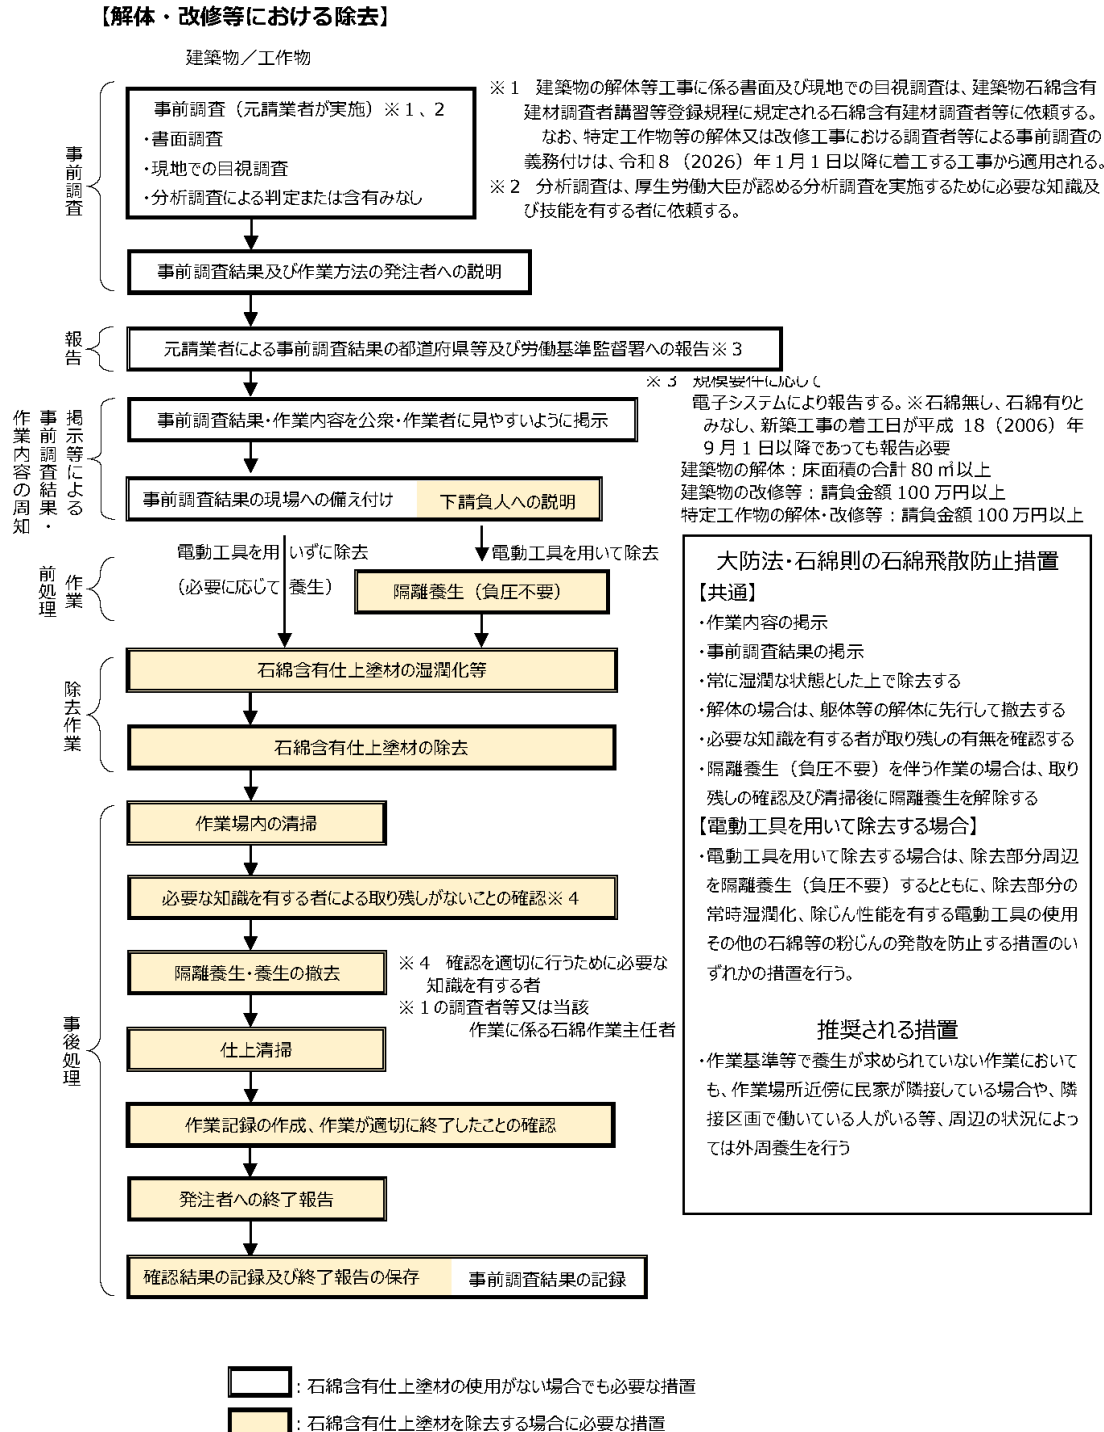 【解体・改修等における除去】
建築物／工作物
事前調査
事前調査（元請業者が実施）※１、２
・書面調査
・現地での目視調査
・分析調査による判定または含有みなし
※１　建築物の解体等工事に係る書面及び現地での目視調査は、建築物石綿含有
建材調査者講習等登録規程に規定される石綿含有建材調査者等に依頼する。
なお、特定工作物等の解体又は改修工事における調査者等による事前調査の
義務付けは、令和８（2026）年１月１日以降に着工する工事から適用される。
※２　分析調査は、厚生労働大臣が認める分析調査を実施するために必要な知識及
び技能を有する者に依頼する。
事前調査結果及び作業方法の発注者への説明
報告
元請業者による事前調査結果の都道府県等及び労働基準監督署への報告※３
※３　規模要件に応じて
電子システムにより報告する。※石綿無し、石綿有りと
みなし、新築工事の着工日が平成 18（2006）年
９月１日以降であっても報告必要
建築物の解体：床面積の合計 80 ㎡以上
建築物の改修等：請負金額 100 万円以上
特定工作物の解体・改修等：請負金額 100 万円以上
掲示等による
事前調査結果・
作業内容の周知
事前調査結果・作業内容を公衆・作業者に見やすいように掲示
事前調査結果の現場への備え付け
下請負人への説明
電動工具を用いずに除去
（必要に応じて養生）
電動工具を用いて除去
作業
前処理
隔離養生（負圧不要）
除去作業
石綿含有仕上塗材の湿潤化等
石綿含有仕上塗材の除去
事後処理
作業場内の清掃
必要な知識を有する者による取り残しがないことの確認※４
隔離養生・養生の撤去
※４　確認を適切に行うために必要な
知識を有する者
※１の調査者等又は当該
作業に係る石綿作業主任者
仕上清掃
作業記録の作成、作業が適切に終了したことの確認
発注者への終了報告
確認結果の記録及び終了報告の保存
事前調査結果の記録
大防法・石綿則の石綿飛散防止措置
【共通】
・作業内容の掲示
・事前調査結果の掲示
・常に湿潤な状態とした上で除去する
・解体の場合は、躯体等の解体に先行して撤去する
・必要な知識を有する者が取り残しの有無を確認する
・隔離養生（負圧不要）を伴う作業の場合は、取り
残しの確認及び清掃後に隔離養生を解除する
【電動工具を用いて除去する場合】
・電動工具を用いて除去する場合は、除去部分周辺
を隔離養生（負圧不要）するとともに、除去部分の
常時湿潤化、除じん性能を有する電動工具の使用
その他の石綿等の粉じんの発散を防止する措置のい
ずれかの措置を行う。
推奨される措置
・作業基準等で養生が求められていない作業において
も、作業場所近傍に民家が隣接している場合や、隣
接区画で働いている人がいる等、周辺の状況によっ
ては外周養生を行う
：石綿含有仕上塗材の使用がない場合でも必要な措置
：石綿含有仕上塗材を除去する場合に必要な措置